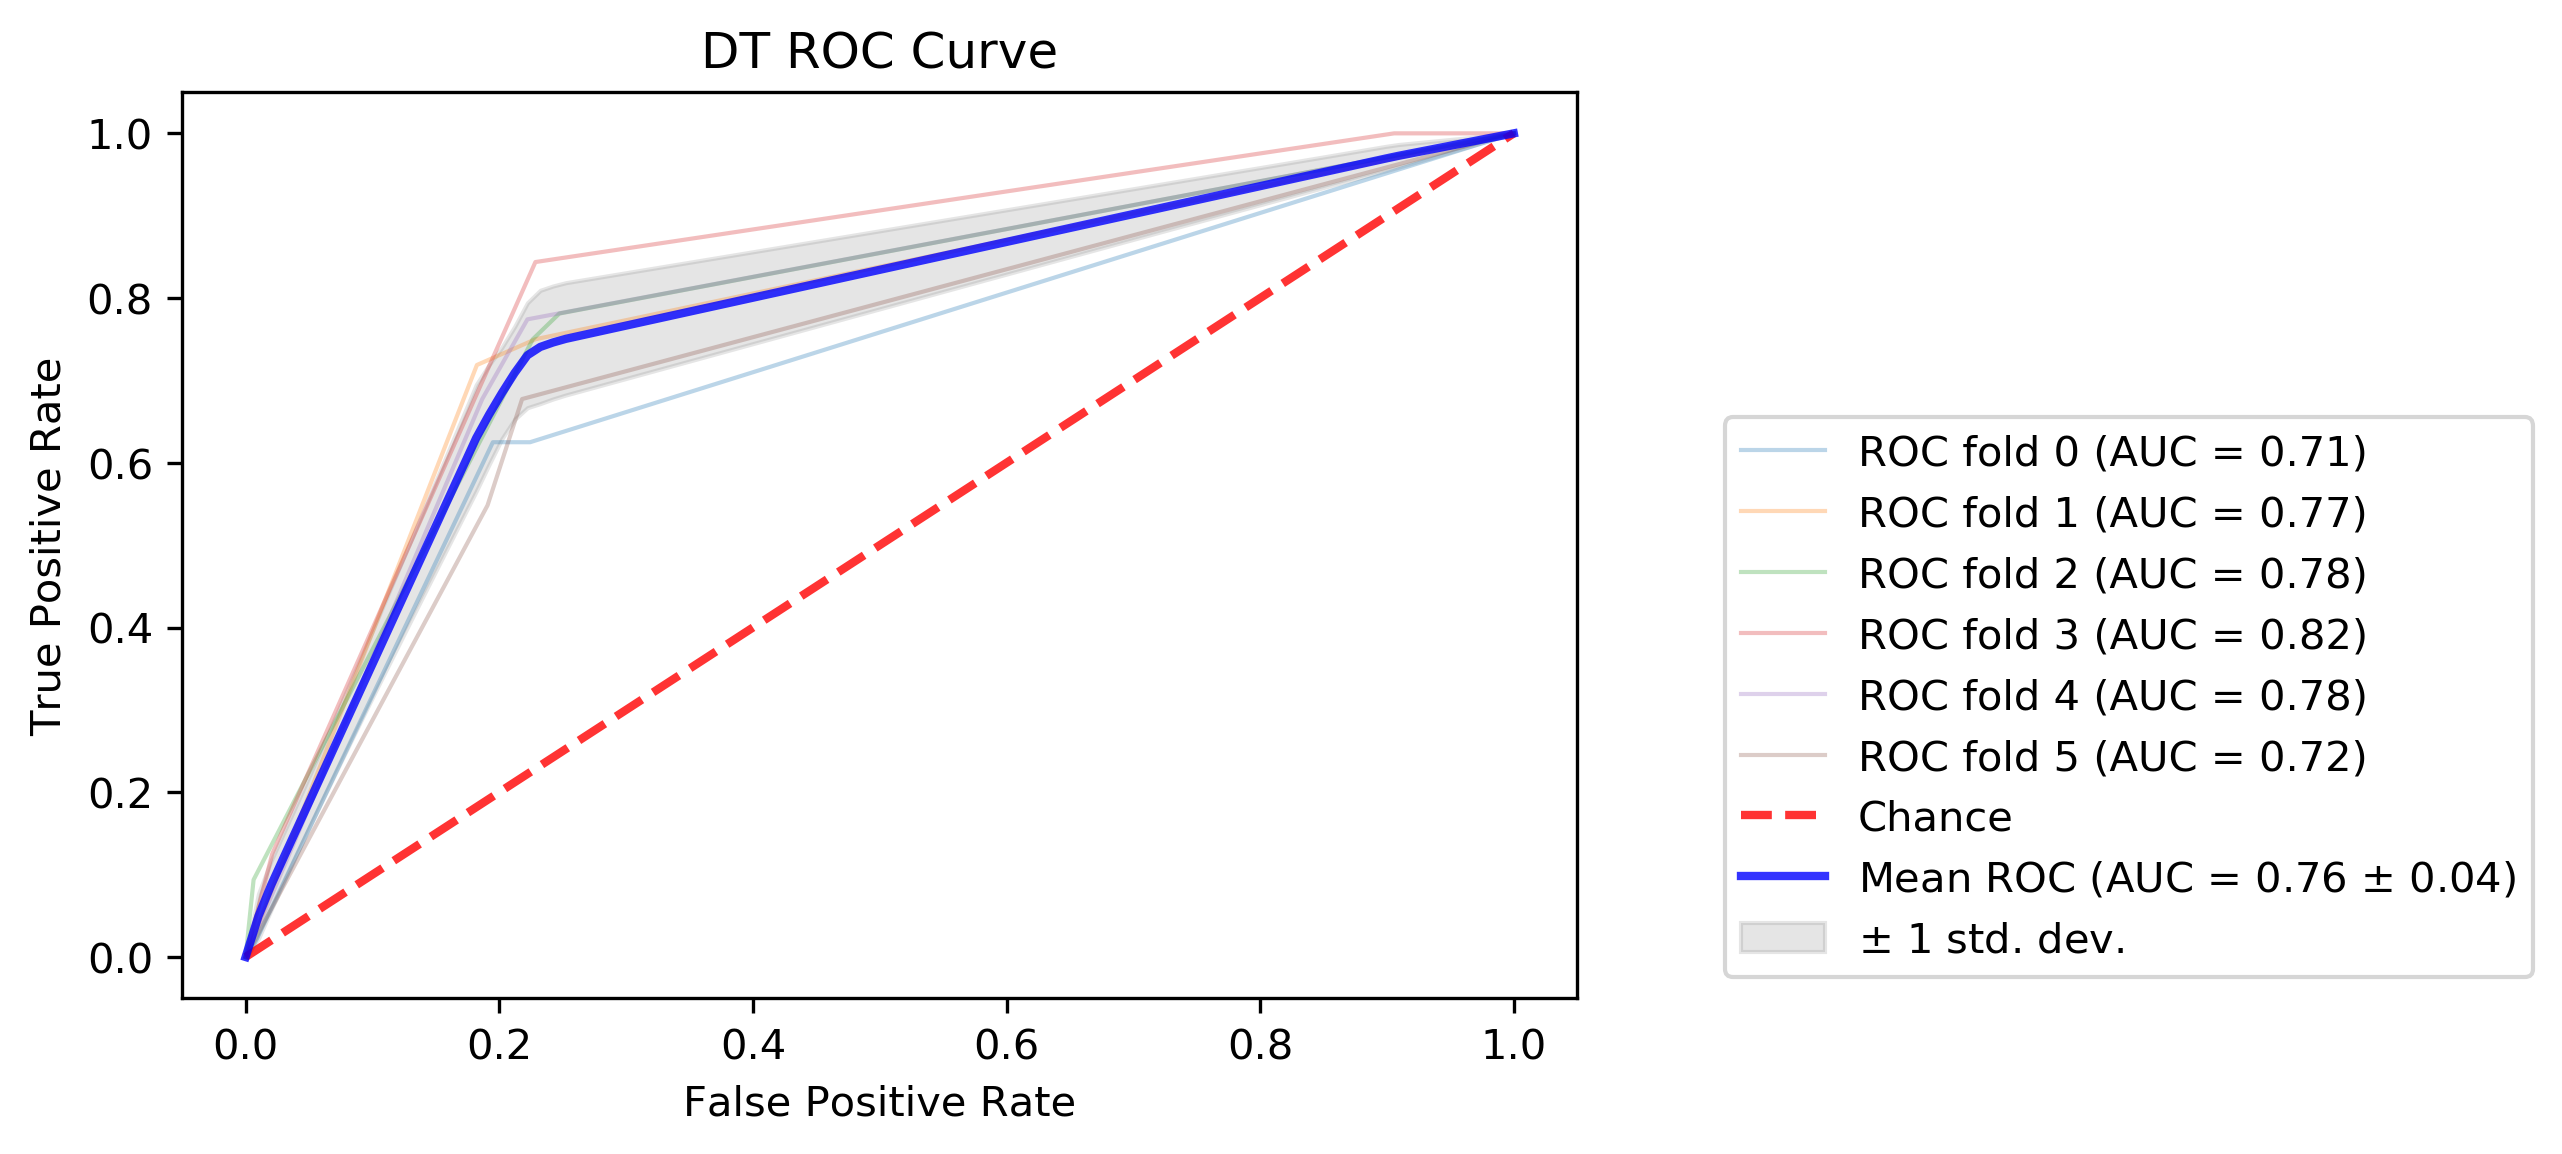 DT ROC Curve
True Positive Rate
1.0
0.8
0.6
0.4
0.2
0.0
0.0 0.2 0.4 0.6 0.8 1.0
False Positive Rate
ROC fold 0 (AUC = 0.71)
ROC fold 1 (AUC = 0.77)
ROC fold 2 (AUC = 0.78)
ROC fold 3 (AUC = 0.82)
ROC fold 4 (AUC = 0.78)
ROC fold 5 (AUC = 0.72)
Chance
Mean ROC (AUC = 0.76 ± 0.04)
± 1 std. dev.